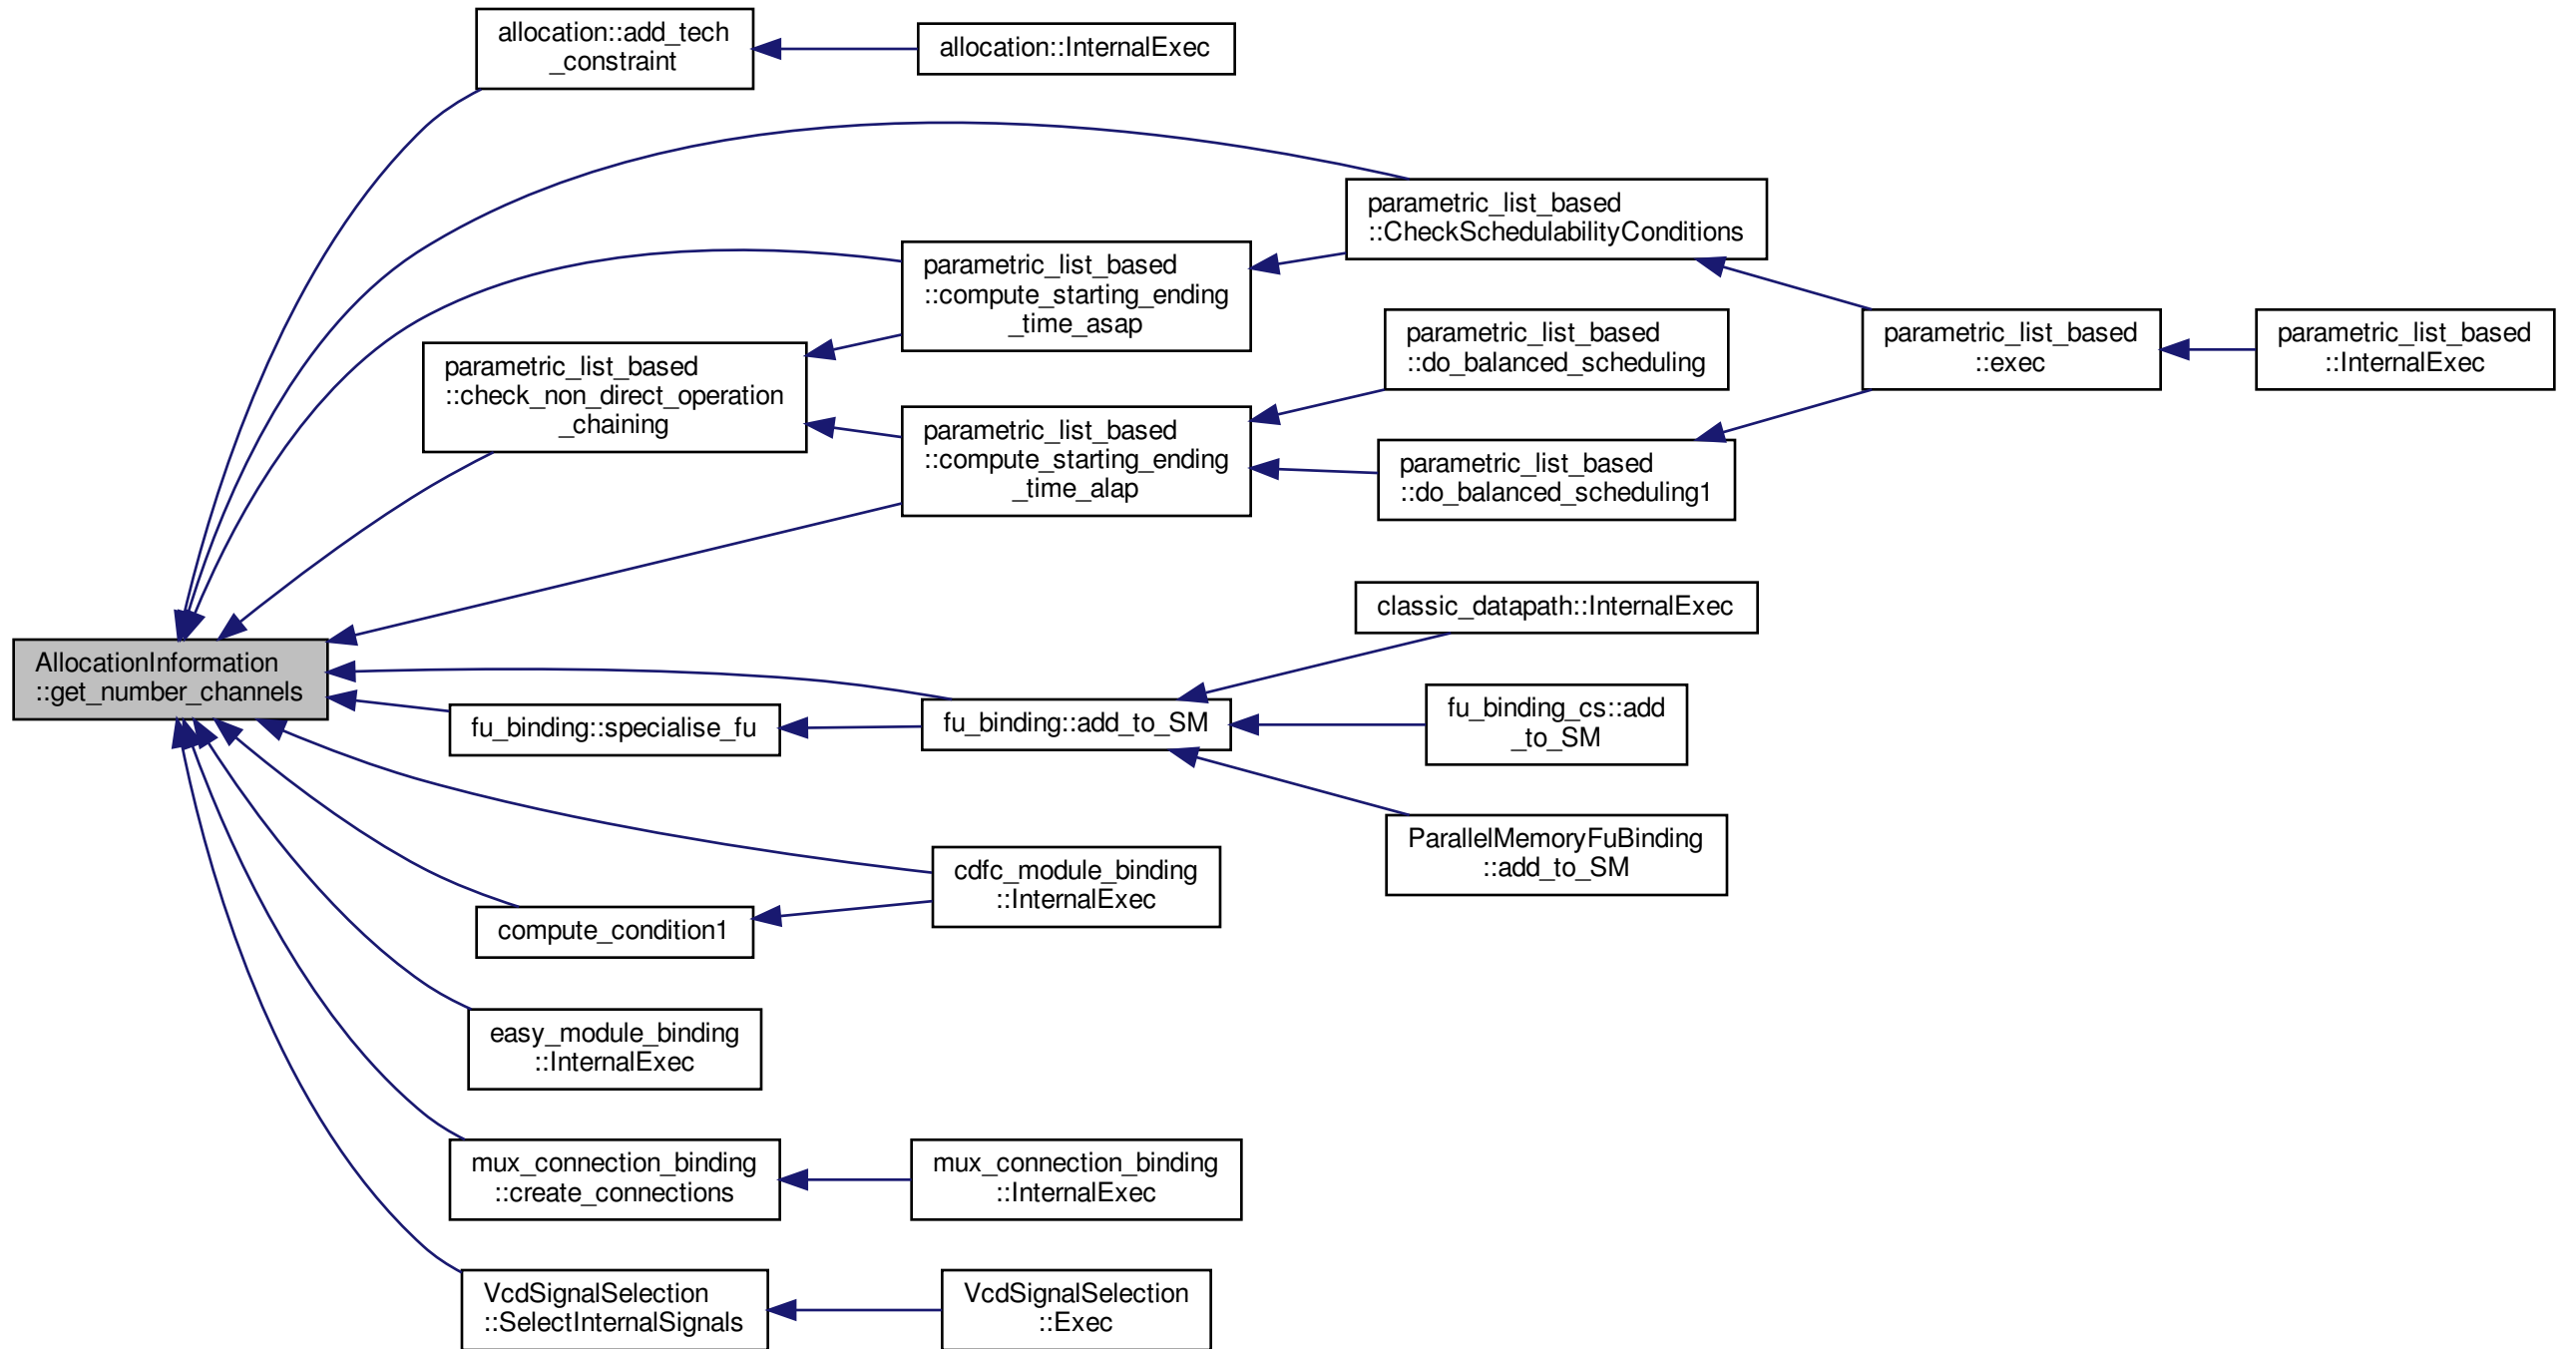 allocation::add_tech
_constraint
allocation::InternalExec
parametric_list_based
::CheckSchedulabilityConditions
parametric_list_based
::compute_starting_ending
_time_asap
parametric_list_based
::do_balanced_scheduling
parametric_list_based
::exec
parametric_list_based
::InternalExec
parametric_list_based
::check_non_direct_operation
_chaining
parametric_list_based
::compute_starting_ending
_time_alap
parametric_list_based
::do_balanced_scheduling1
classic_datapath::InternalExec
AllocationInformation
::get_number_channels
fu_binding::specialise_fu
fu_binding::add_to_SM
fu_binding_cs::add
_to_SM
ParallelMemoryFuBinding
::add_to_SM
cdfc_module_binding
::InternalExec
compute_condition1
easy_module_binding
::InternalExec
mux_connection_binding
::create_connections
mux_connection_binding
::InternalExec
VcdSignalSelection
::SelectInternalSignals
VcdSignalSelection
::Exec